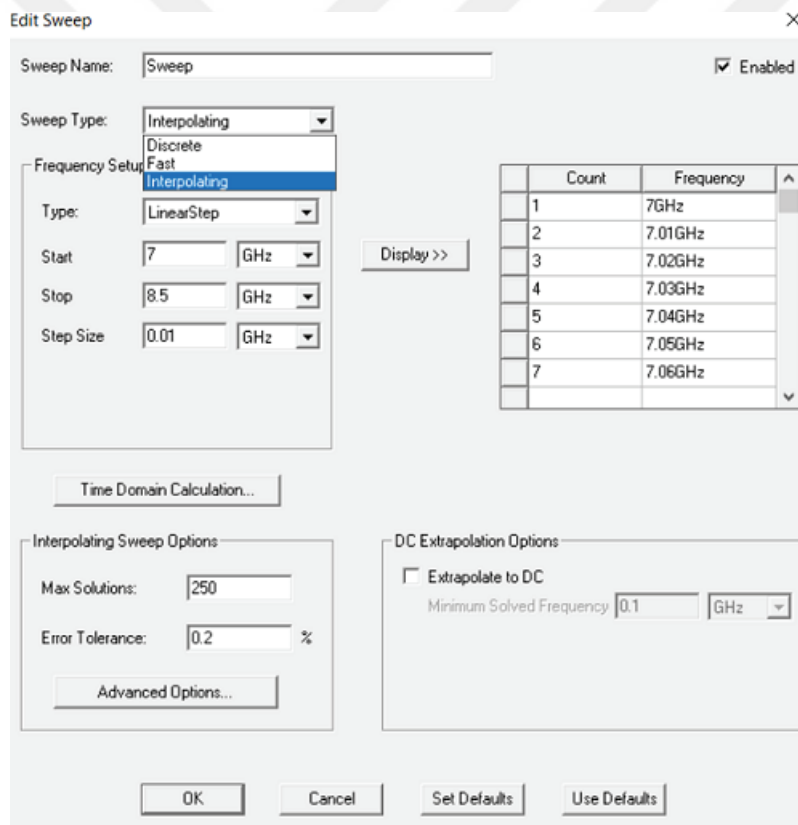 Edit Sweep
Sweep Name: Sweep Enabled
Sweep Type: Interpolating
Discrete
Fast
Interpolating
Frequency Setup
Type: LinearStep
Start 7 GHz
Stop 8.5 GHz
Step Size 0.01 GHz
Display >>
Count Frequency
1 7GHz
2 7.01GHz
3 7.02GHz
4 7.03GHz
5 7.04GHz
6 7.05GHz
7 7.06GHz
Time Domain Calculation...
Interpolating Sweep Options
Max Solutions: 250
Error Tolerance: 0.2 %
Advanced Options...
DC Extrapolation Options
Extrapolate to DC
Minimum Solved Frequency 0.1 GHz
OK Cancel Set Defaults Use Defaults